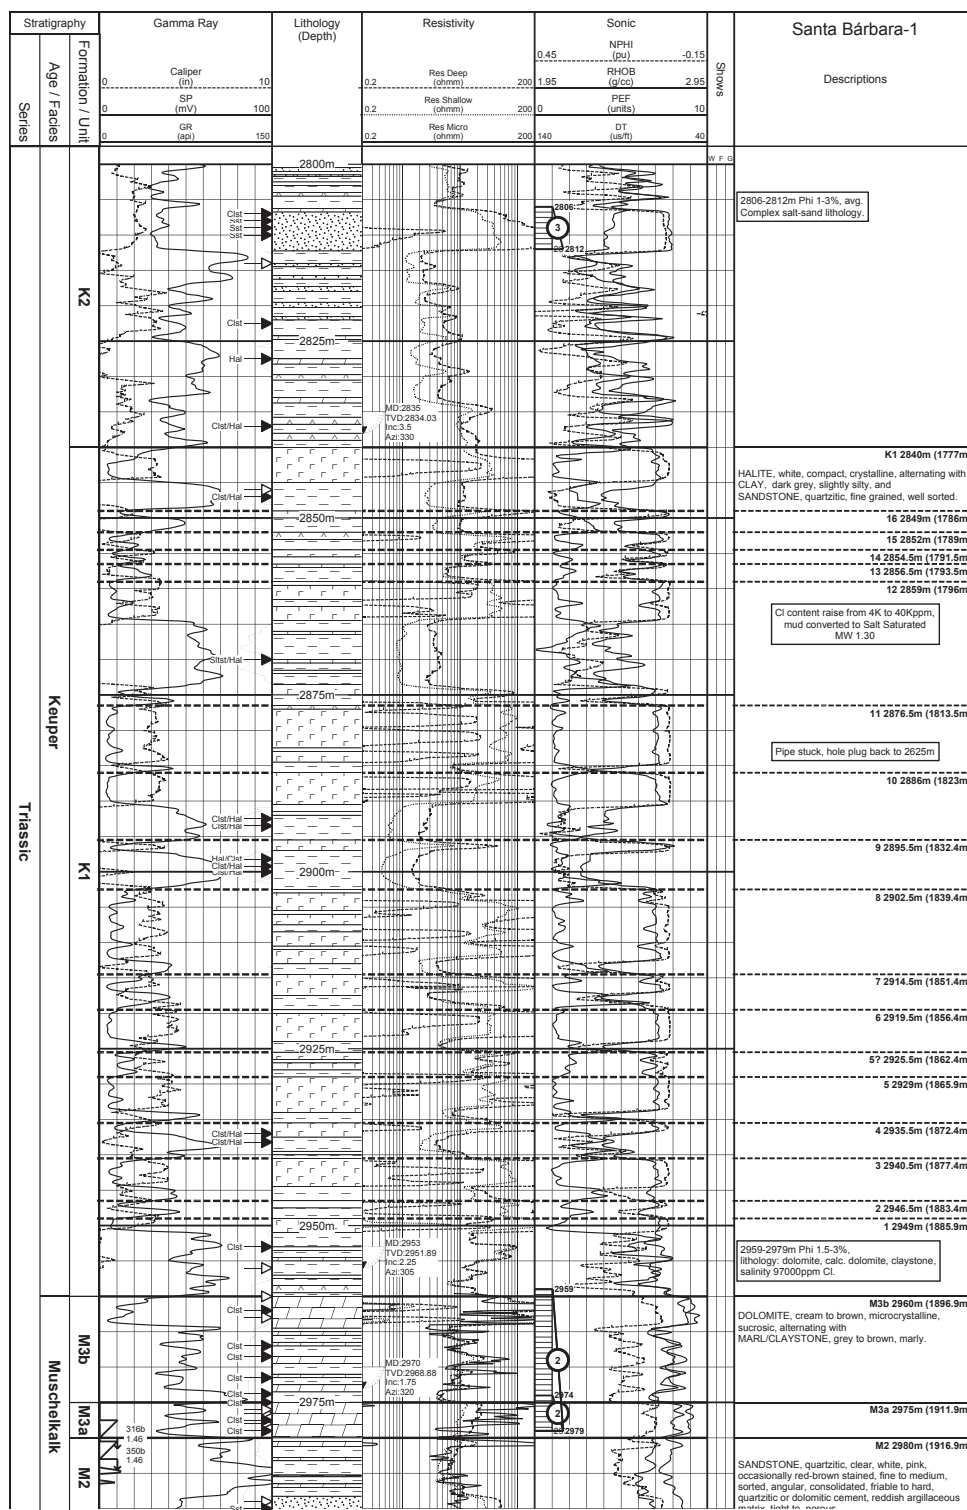 Stratigraphy
Gamma Ray
Lithology
(Depth)
Resistivity
Sonic
Santa Bárbara-1
Series
Age / Facies
Formation / Unit
0 Caliper 10
(in)
0 SP 100
(mV)
0 GR 150
(api)
0.2 Res Deep 200
(ohmm)
0.2 Res Shallow 200
(ohmm)
0.2 Res Micro 200
(ohmm)
0.45 NPHI -0.15
(pu)
1.95 RHOB 2.95
(g/cc)
0 PEF 10
(units)
140 DT 40
(us/ft)
Shows
W F G
Descriptions
Triassic
Keuper
Muschelkalk
K2
K1
M3b
M3a
M2
2800m
2825m
2850m
2875m
2900m
2925m
2950m
2975m
Clst
Sst
Sst
Clst
Hal
Clst/Hal
Clst/Hal
Sltst/Hal
Clst/Hal
Clst/Hal
Hal/Clst
Clst/Hal
Clst/Hal
Clst/Hal
Clst/Hal
Clst
Clst
Clst
Clst
Clst
Clst
Clst
Clst
Clst
Sst
316b
1.46
350b
1.46
MD:2835
TVD:2834.03
Inc:3.5
Azi:330
MD:2953
TVD:2951.89
Inc:2.25
Azi:305
MD:2970
TVD:2968.88
Inc:1.75
Azi:320
2806
3
2812
2959
2
2974
2
2979
2806-2812m Phi 1-3%, avg.
Complex salt-sand lithology.
K1 2840m (1777m
HALITE, white, compact, crystalline, alternating with
CLAY, dark grey, slightly silty, and
SANDSTONE, quartzitic, fine grained, well sorted.
16 2849m (1786m
15 2852m (1789m
14 2854.5m (1791.5m
13 2856.5m (1793.5m
12 2859m (1796m
Cl content raise from 4K to 40Kppm,
mud converted to Salt Saturated
MW 1.30
11 2876.5m (1813.5m
Pipe stuck, hole plug back to 2625m
10 2886m (1823m
9 2895.5m (1832.4m
8 2902.5m (1839.4m
7 2914.5m (1851.4m
6 2919.5m (1856.4m
5? 2925.5m (1862.4m
5 2929m (1865.9m
4 2935.5m (1872.4m
3 2940.5m (1877.4m
2 2946.5m (1883.4m
1 2949m (1885.9m
2959-2979m Phi 1.5-3%,
lithology: dolomite, calc. dolomite, claystone,
salinity 97000ppm Cl.
M3b 2960m (1896.9m
DOLOMITE, cream to brown, microcrystalline,
sucrosic, alternating with
MARL/CLAYSTONE, grey to brown, marly.
M3a 2975m (1911.9m
M2 2980m (1916.9m
SANDSTONE, quartzitic, clear, white, pink,
occasionally red-brown stained, fine to medium,
sorted, angular, consolidated, friable to hard,
quartzitic or dolomitic cement, reddish argillaceous
matrix, tight to porous